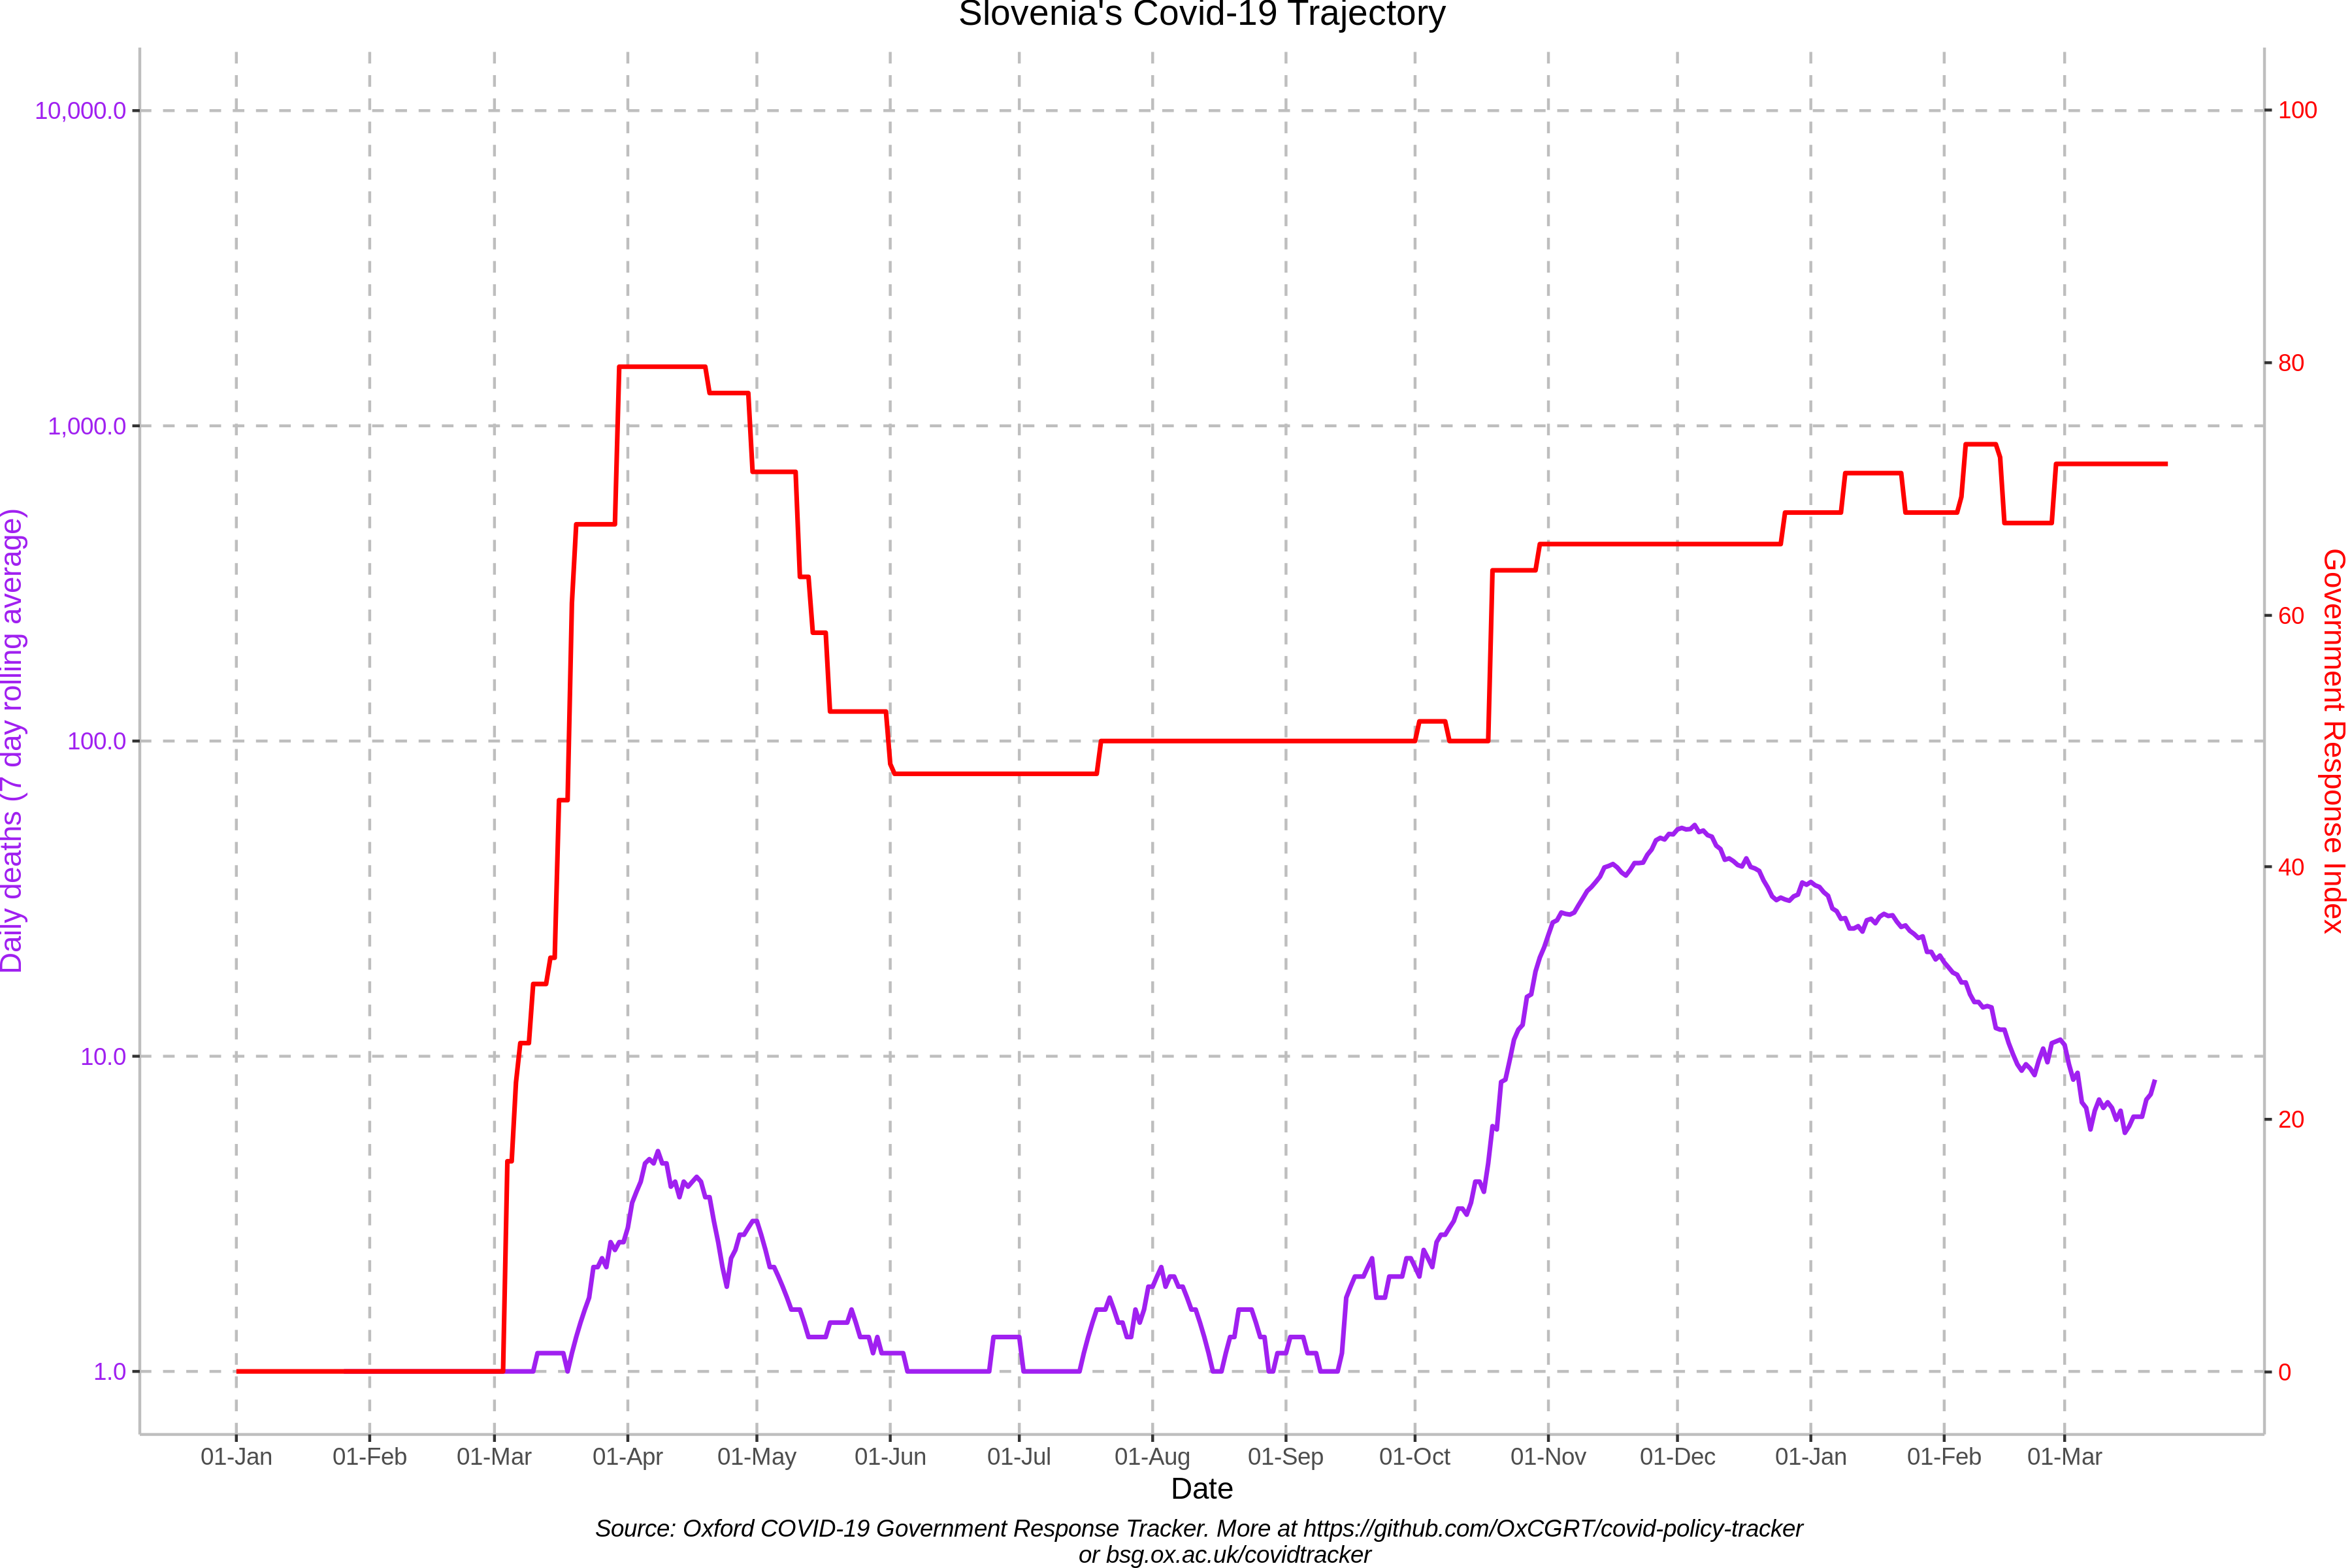 Slovenia's Covid-19 Trajectory
10,000.0
1,000.0
100.0
10.0
1.0
Daily deaths (7 day rolling average)
100
80
60
40
20
0
Government Response Index
01-Jan 01-Feb 01-Mar 01-Apr 01-May 01-Jun 01-Jul 01-Aug 01-Sep 01-Oct 01-Nov 01-Dec 01-Jan 01-Feb 01-Mar
Date
Source: Oxford COVID-19 Government Response Tracker. More at https://github.com/OxCGRT/covid-policy-tracker
or bsg.ox.ac.uk/covidtracker